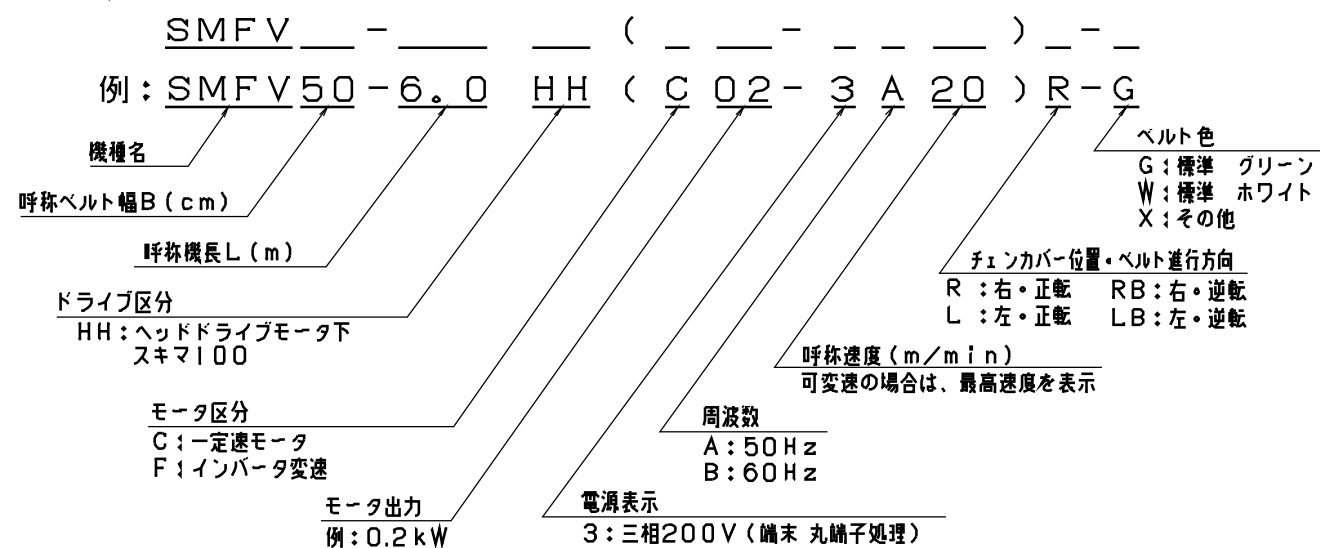 SMFV__-___ __(_ __-_ _ __)_-_
例:SMFV50-6.0 HH(C02-3A20)R-G
機種名
ベルト色
G:標準 グリーン
W:標準 ホワイト
X:その他
呼称ベルト幅B(cm)
呼称機長L(m)
チェンカバー位置・ベルト進行方向
R:右・正転 RB:右・逆転
L:左・正転 LB:左・逆転
ドライブ区分
HH:ヘッドドライブモータ下
スキマ100
呼称速度(m/min)
可変速の場合は、最高速度を表示
モータ区分
C:一定速モータ
F:インバータ変速
周波数
A:50Hz
B:60Hz
モータ出力
例:0.2kW
電源表示
3:三相200V(端末 丸端子処理)